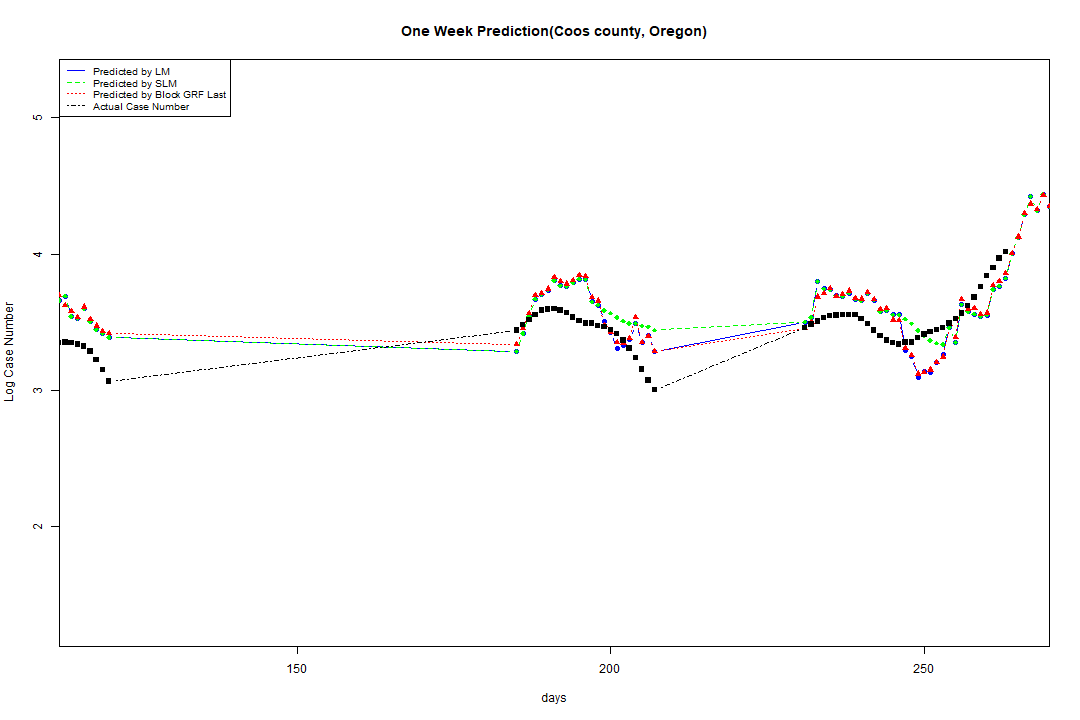 One Week Prediction(Coos county, Oregon)
Predicted by LM
Predicted by SLM
Predicted by Block GRF Last
Actual Case Number
5
4
3
2
Log Case Number
150 200 250
days